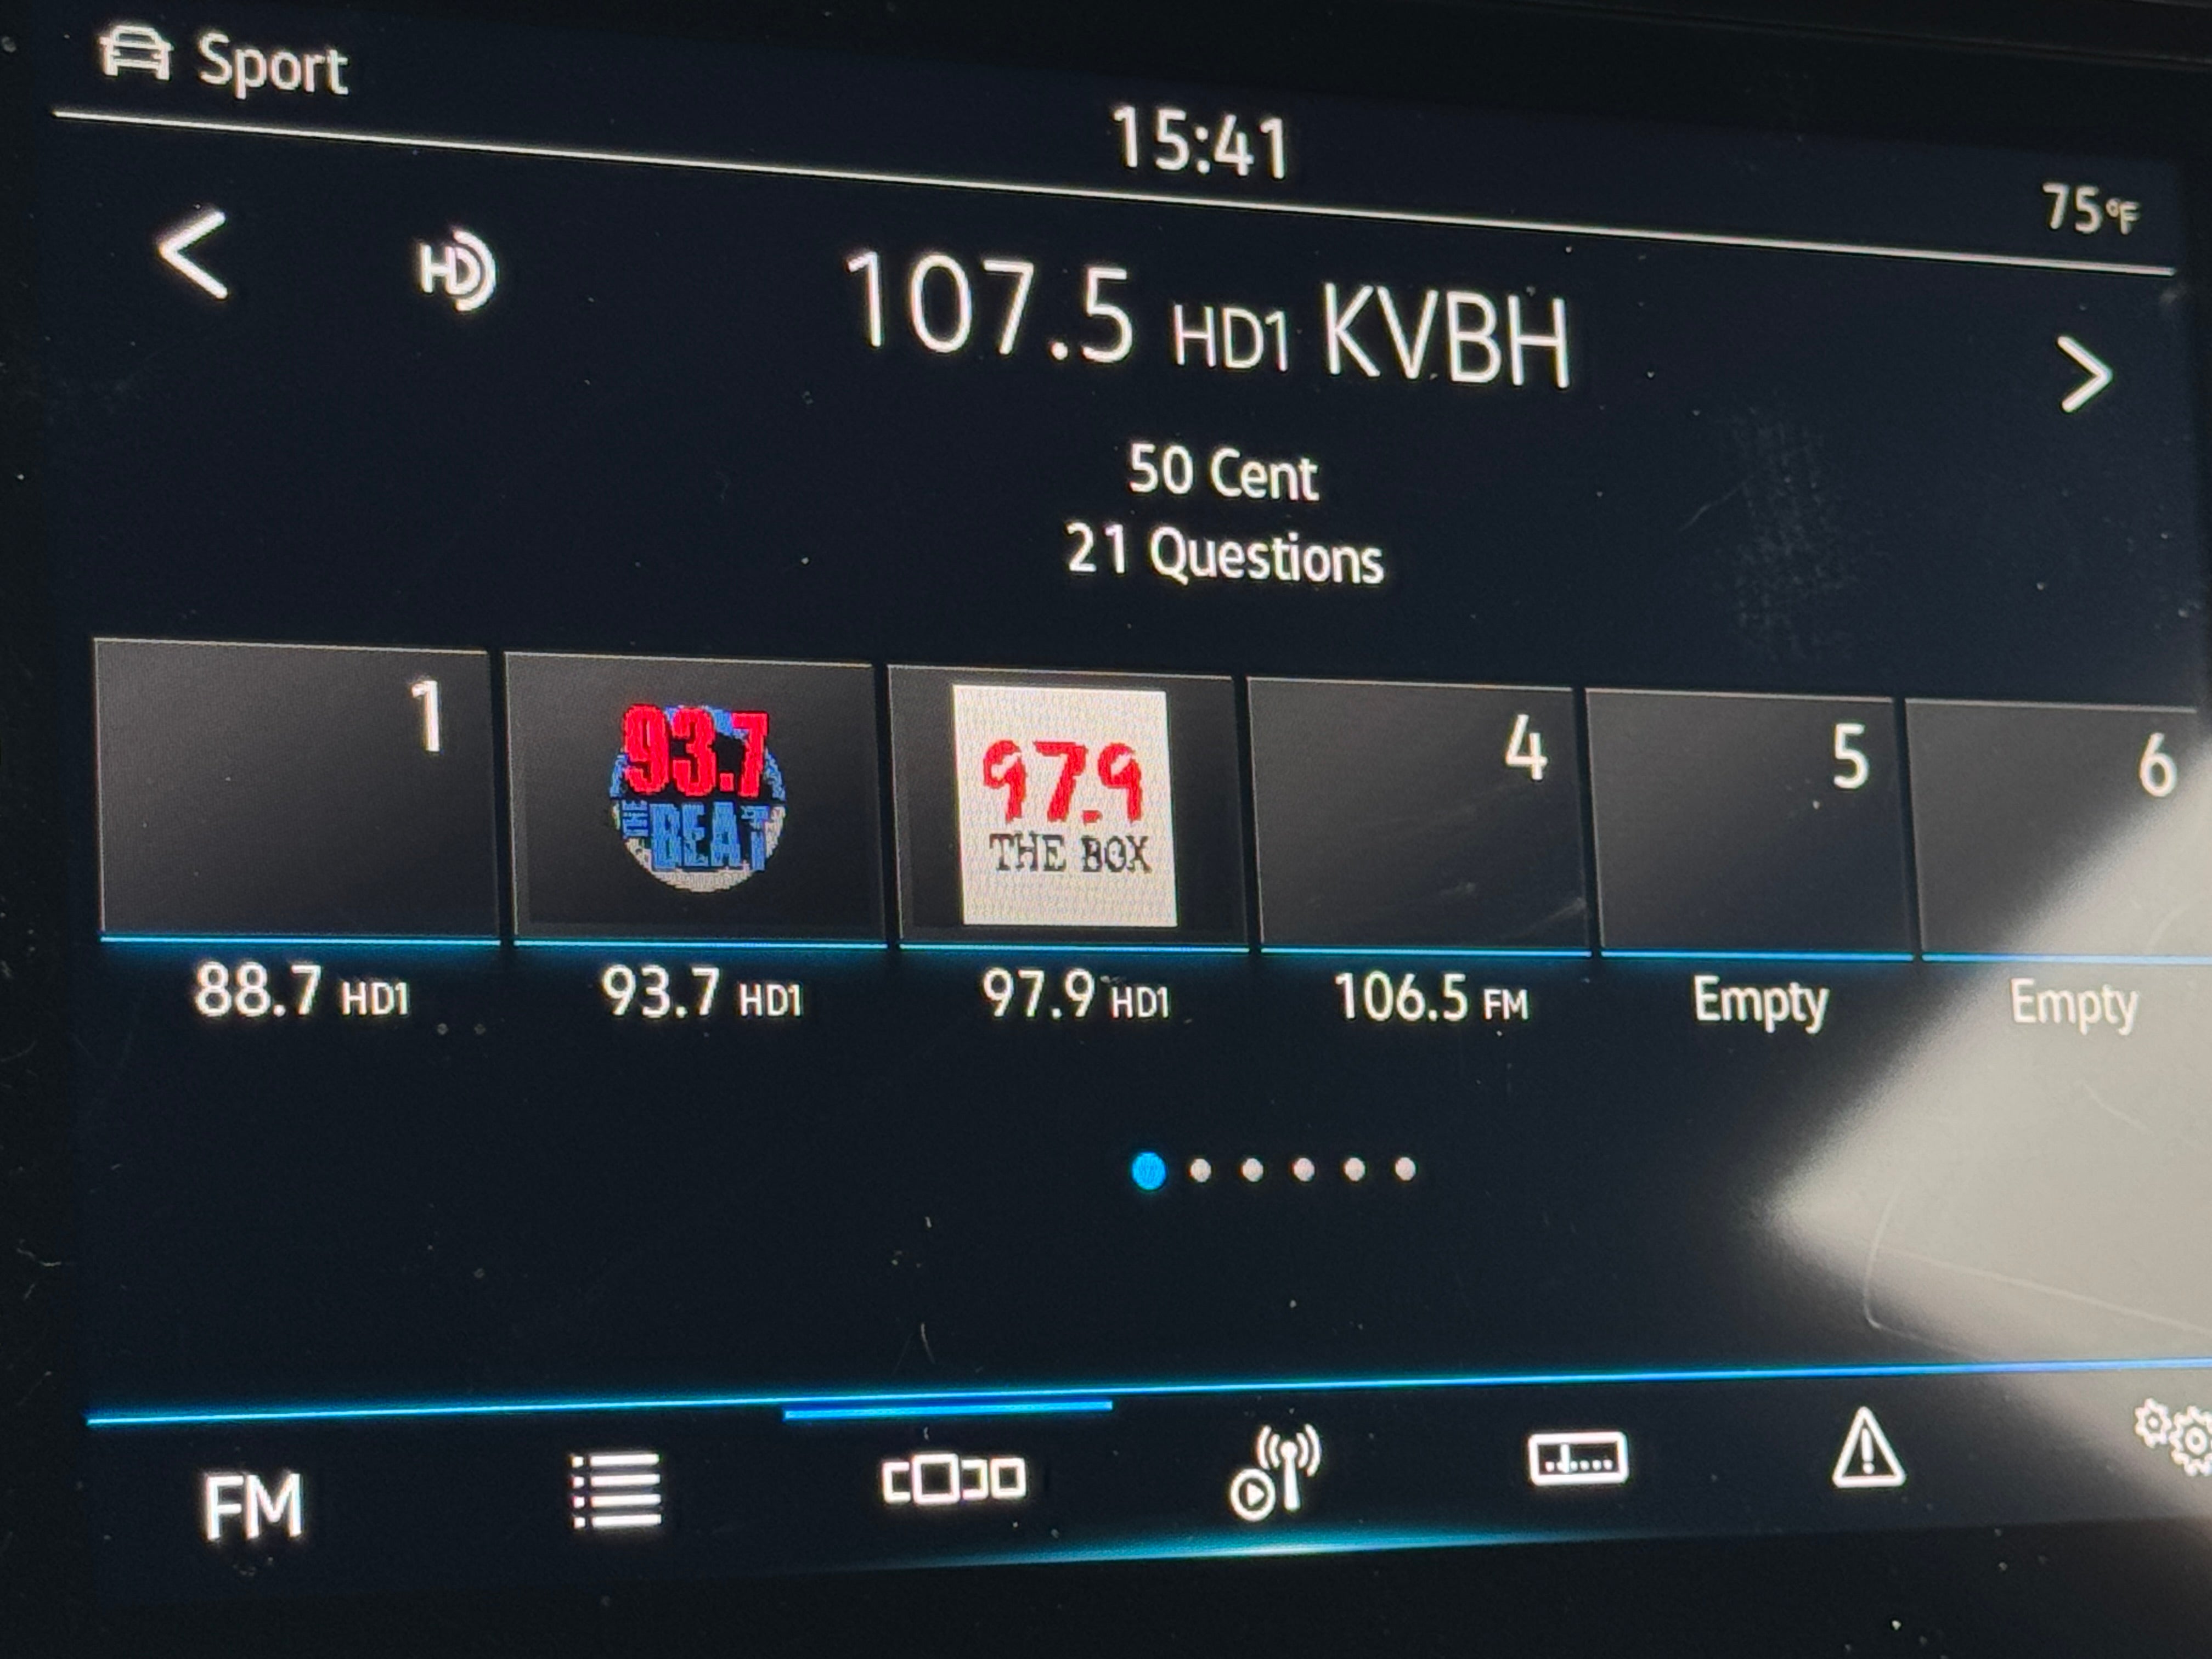 Sport
15:41
75°F
HD
107.5 HD1 KVBH
50 Cent
21 Questions
1
93.7
THE BEAT
97.9
THE BOX
4
5
6
88.7 HD1
93.7 HD1
97.9 HD1
106.5 FM
Empty
Empty
FM